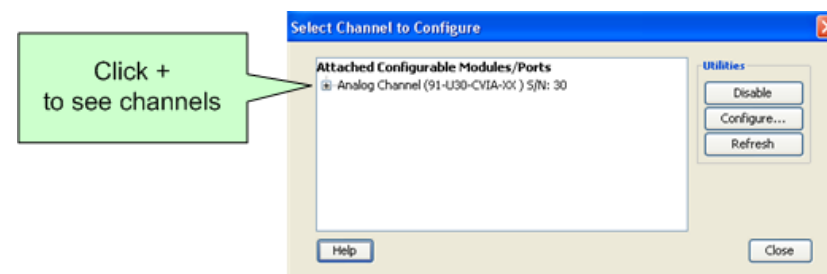 Select Channel to Configure
Click +
to see channels
Attached Configurable Modules/Ports
Analog Channel (91-U30-CVIA-XX ) S/N: 30
Utilities
Disable
Configure...
Refresh
Help
Close